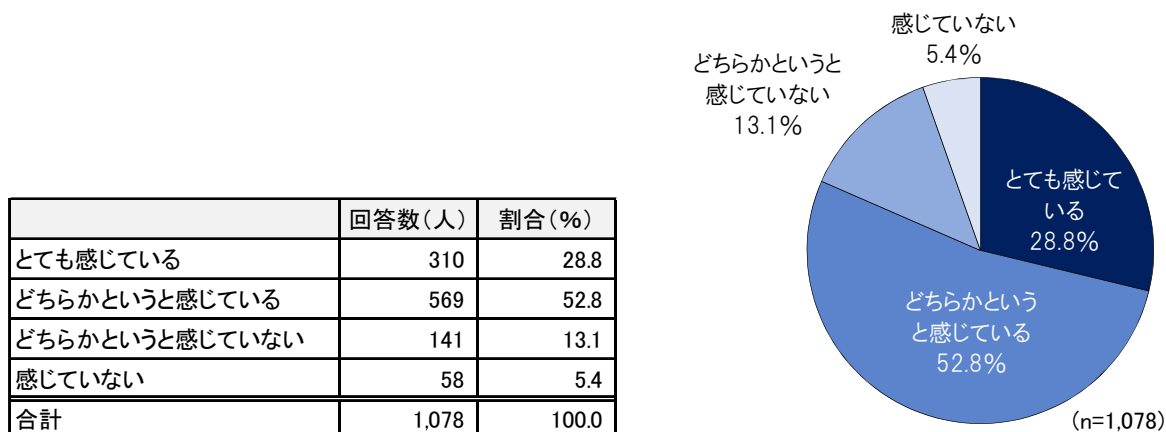 回答数（人） 割合（%）
とても感じている 310 28.8
どちらかというと感じている 569 52.8
どちらかというと感じていない 141 13.1
感じていない 58 5.4
合計 1,078 100.0
感じていない
5.4%
どちらかというと
感じていない
13.1%
とても感じて
いる
28.8%
どちらかという
と感じている
52.8%
(n=1,078)